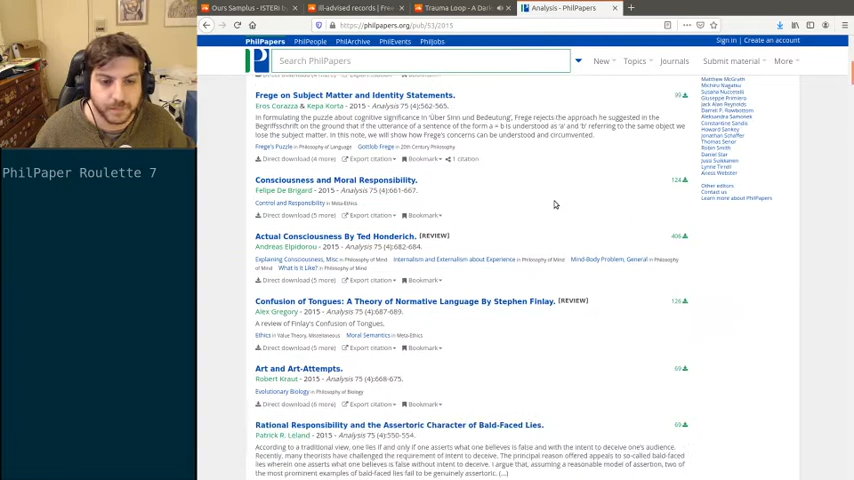 Ours Samplus - ISTERI b
ill-advised records | Fre
Trauma Loop - A Dark
Analysis - PhilPapers
https://philpapers.org/pub/53/2015
PhilPapers PhilPeople PhilArchive PhilEvents PhilJobs
Sign in | Create an account
Search PhilPapers
New Topics Journals Submit material More
PhilPaper Roulette 7
Frege on Subject Matter and Identity Statements.
99
Eros Corazza & Kepa Korta - 2015 - Analysis 75 (4):562-565.
In formulating the puzzle about cognitive significance in 'Über Sinn und Bedeutung', Frege rejects the approach he suggested in the
Begriffsschrift on the ground that if the utterance of a sentence of the form a = b is understood as 'a' and 'b' referring to the same object we
lose the subject matter. In this note, we will show how Frege's concerns can be understood and circumvented.
Frege's Puzzle in Philosophy of Language Gottlob Frege in 20th Century Philosophy
Direct download (4 more) Export citation Bookmark 1 citation
Consciousness and Moral Responsibility.
124
Felipe De Brigard - 2015 - Analysis 75 (4):661-667.
Control and Responsibility in Meta-Ethics
Direct download (5 more) Export citation Bookmark
Actual Consciousness By Ted Honderich. [REVIEW]
406
Andreas Elpidorou - 2015 - Analysis 75 (4):682-684.
Explaining Consciousness, Misc in Philosophy of Mind Internalism and Externalism about Experience in Philosophy of Mind Mind-Body Problem, General in Philosophy
of Mind What is it Like? in Philosophy of Mind
Direct download (5 more) Export citation Bookmark
Confusion of Tongues: A Theory of Normative Language By Stephen Finlay. [REVIEW]
126
Alex Gregory - 2015 - Analysis 75 (4):687-689.
A review of Finlay's Confusion of Tongues.
Ethics in Value Theory, Miscellaneous Moral Semantics in Meta-Ethics
Direct download (5 more) Export citation Bookmark
Art and Art-Attempts.
69
Robert Kraut - 2015 - Analysis 75 (4):668-675.
Evolutionary Biology in Philosophy of Biology
Direct download (6 more) Export citation Bookmark
Rational Responsibility and the Assertoric Character of Bald-Faced Lies.
69
Patrick R. Leland - 2015 - Analysis 75 (4):550-554.
According to a traditional view, one lies if and only if one asserts what one believes is false and with the intent to deceive one's audience.
Recently, many theorists have challenged the requirement of intent to deceive. The principal reason offered appeals to so-called bald-faced
lies wherein one asserts what one believes is false without intent to deceive. I argue that, assuming a reasonable model of assertion, two of
the most prominent examples of bald-faced lies fail to be genuinely assertoric. (...)
Matthew McGrath
Michiru Nagatsu
Susana Nuccetelli
Giuseppe Primiero
Jack Alan Reynolds
Darrell P. Rowbottom
Aleksandra Samonek
Constantine Sandis
Howard Sankey
Jonathan Schaffer
Thomas Senor
Robin Smith
Daniel Star
Jussi Suikkanen
Lynne Tirrell
Aness Webster
Other editors
Contact us
Learn more about PhilPapers